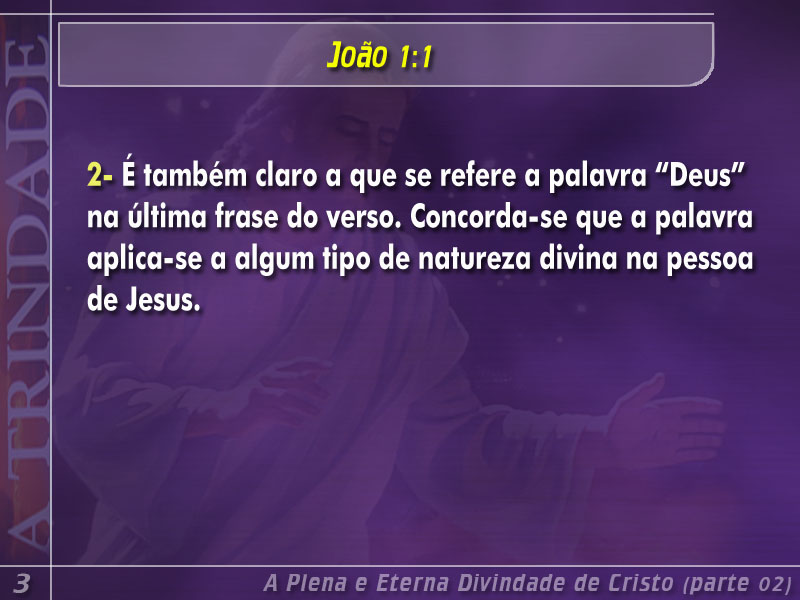 João 1:1
2- É também claro a que se refere a palavra “Deus”
na última frase do verso. Concorda-se que a palavra
aplica-se a algum tipo de natureza divina na pessoa
de Jesus.
A TRINDADE
3
A Plena e Eterna Divindade de Cristo (parte 02)